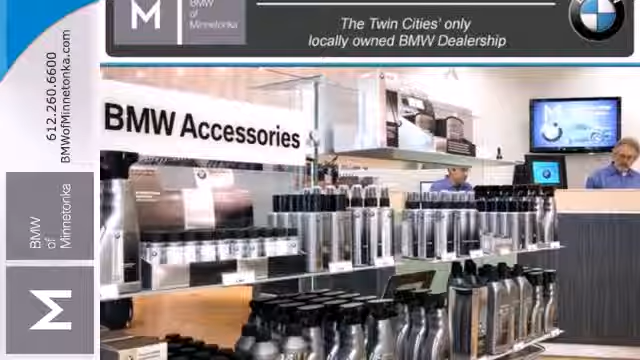 M
BMW
of
Minnetonka
The Twin Cities' only
locally owned BMW Dealership
612.260.6600
BMWofMinnetonka.com
BMW
of
Minnetonka
M
BMW Accessories